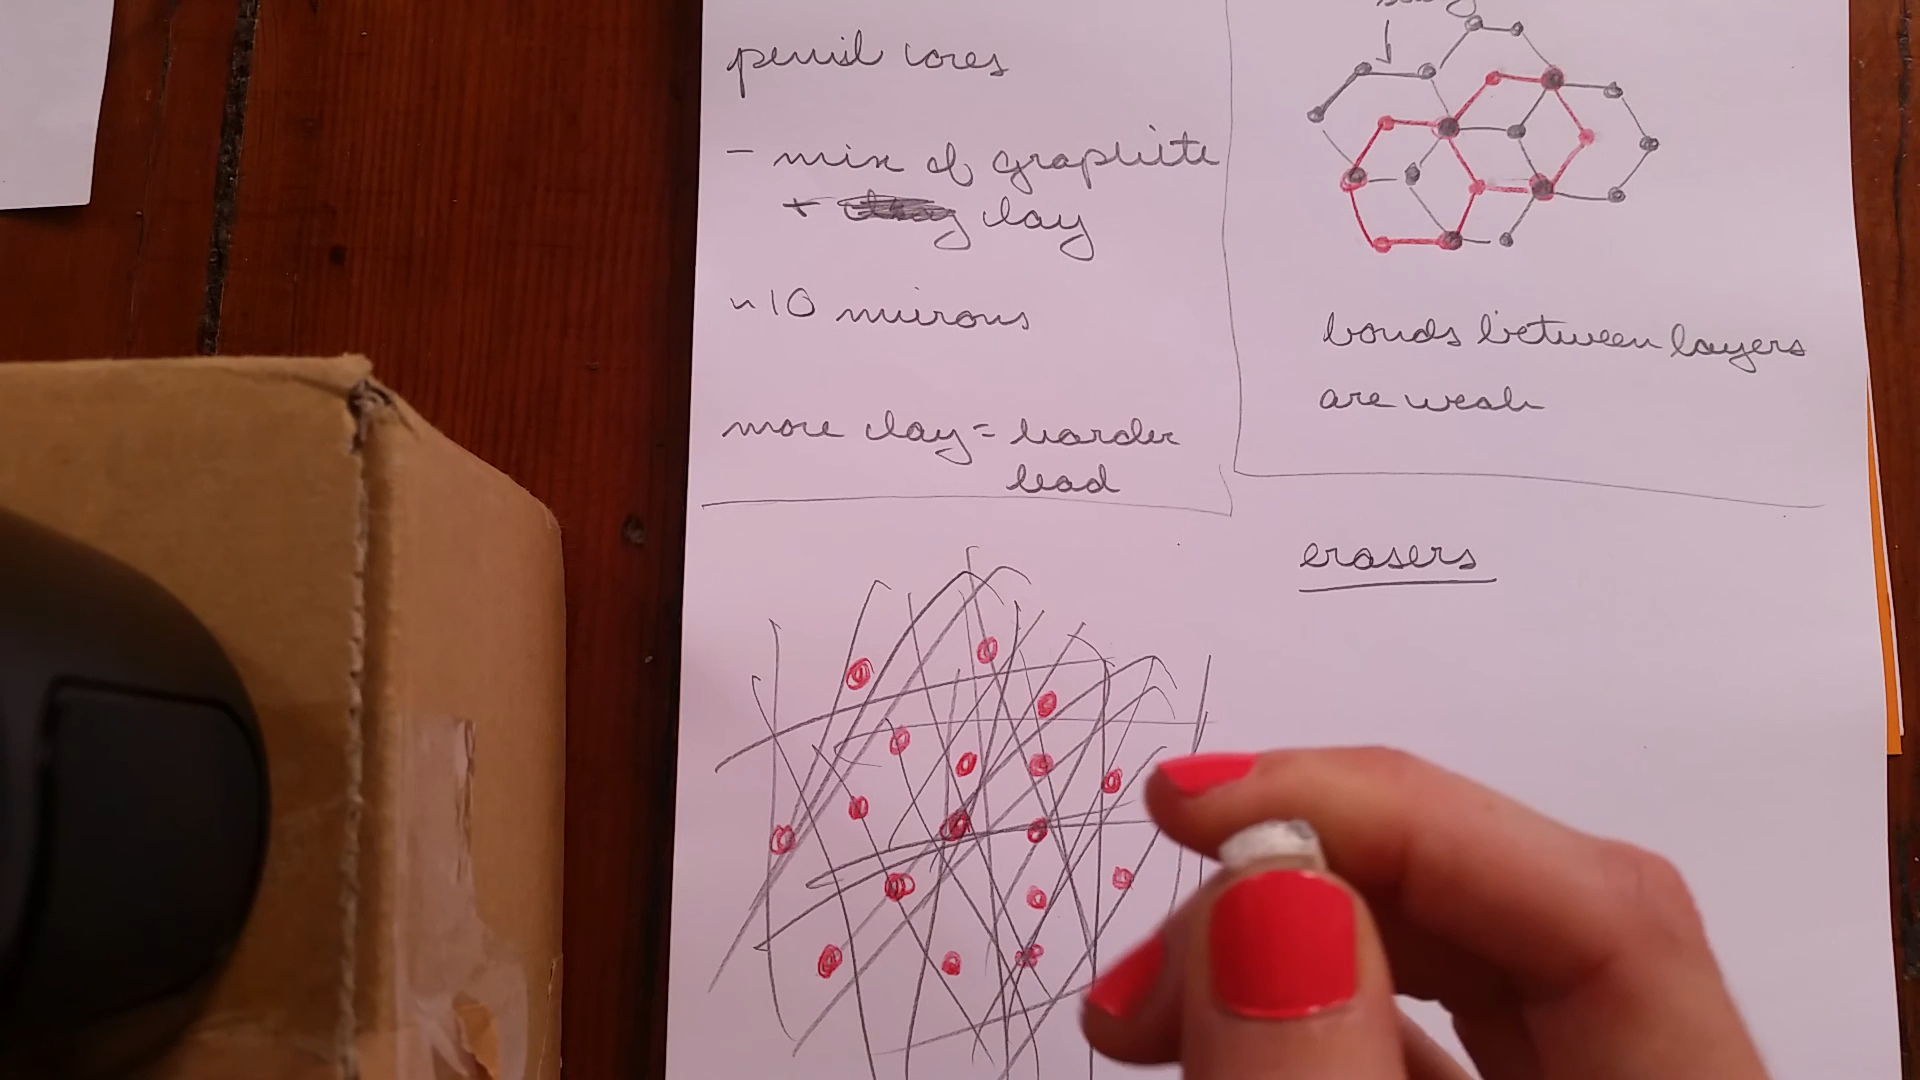 pencil cores
- mix of graphite
+ clay
~10 microns
more clay = harder
lead
bonds between layers
are weak
erasers